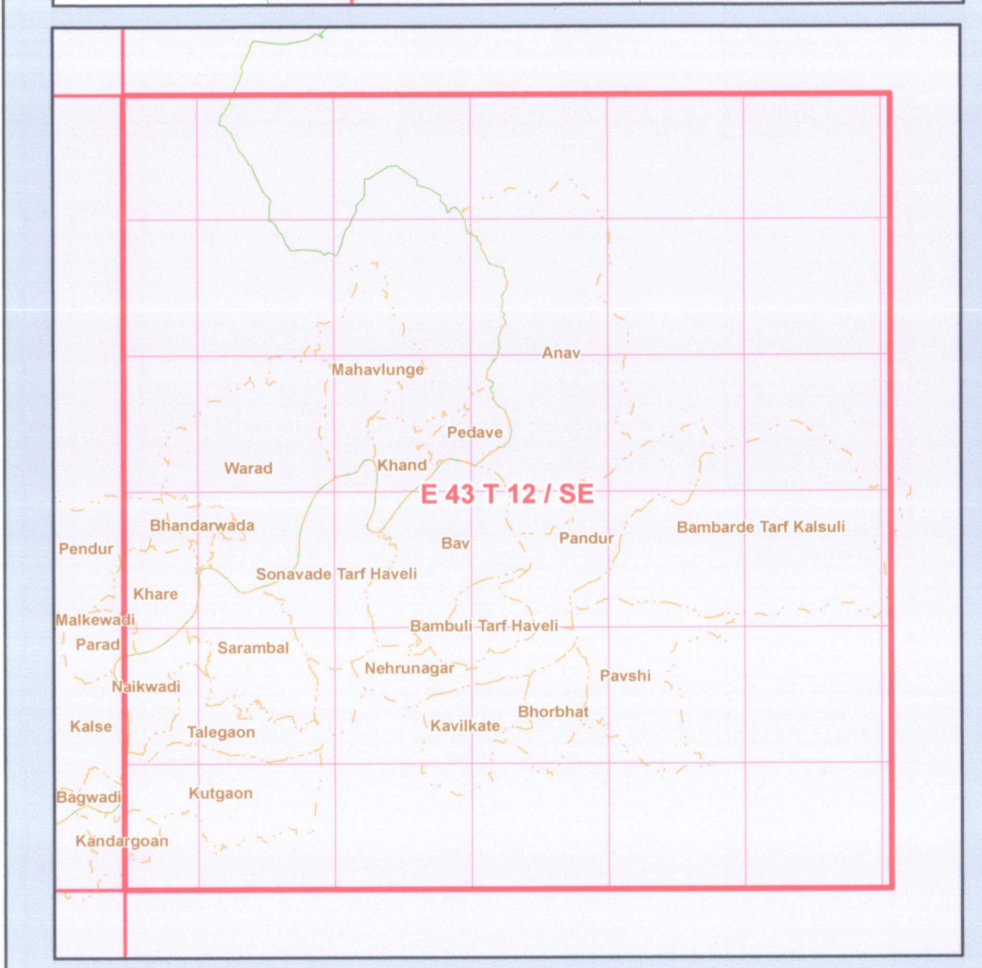 Anav
Mahavlunge
Pedave
Khand
Warad
E 43 T 12 / SE
Bhandarwada
Bambarde Tarf Kalsuli
Pandur
Bav
Pendur
Sonavade Tarf Haveli
Khare
Malkewadi
Bambuli Tarf Haveli
Parad
Sarambal
Nehrunagar
Pavshi
Naikwadi
Bhorbhat
Kalse
Kavilkate
Talegaon
Bagwadi
Kutgaon
Kandargoan